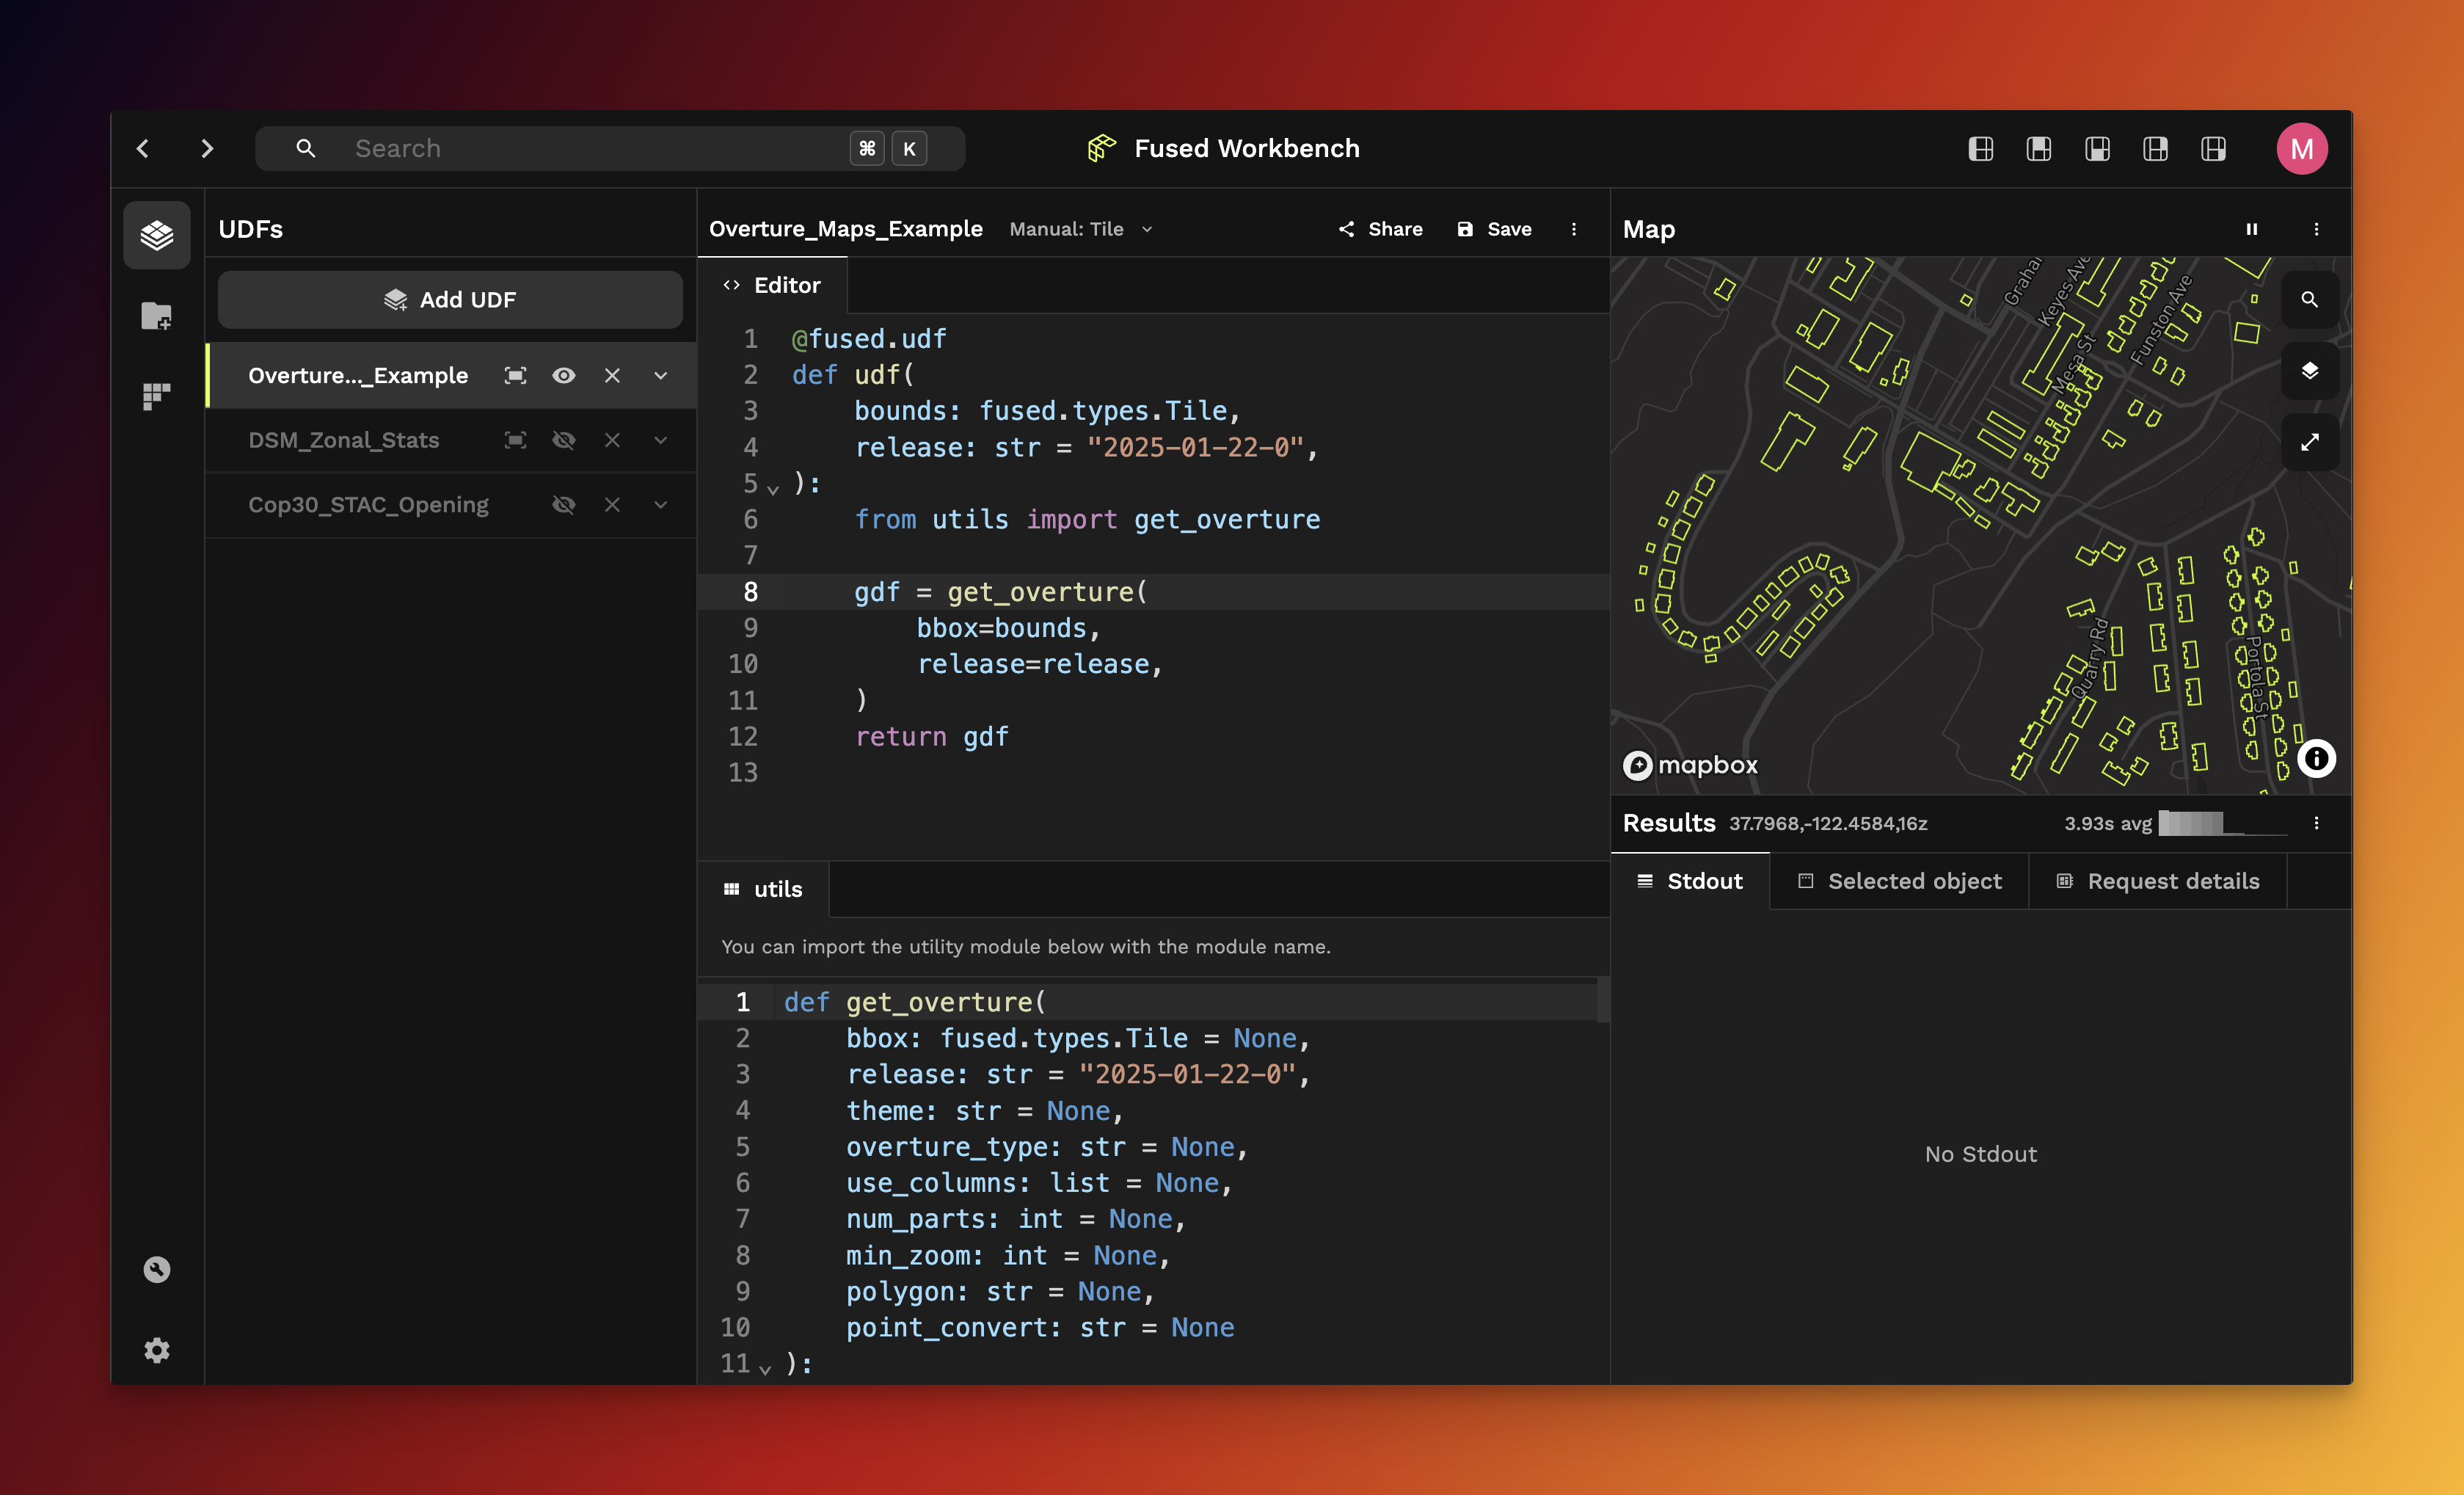 Search
⌘ K
Fused Workbench
M
UDFs
Add UDF
Overture..._Example
DSM_Zonal_Stats
Cop30_STAC_Opening
Overture_Maps_Example Manual: Tile
Share
Save
<> Editor
1 @fused.udf
2 def udf(
3     bounds: fused.types.Tile,
4     release: str = "2025-01-22-0",
5 ):
6     from utils import get_overture
7
8     gdf = get_overture(
9         bbox=bounds,
10         release=release,
11     )
12     return gdf
13
utils
You can import the utility module below with the module name.
1 def get_overture(
2     bbox: fused.types.Tile = None,
3     release: str = "2025-01-22-0",
4     theme: str = None,
5     overture_type: str = None,
6     use_columns: list = None,
7     num_parts: int = None,
8     min_zoom: int = None,
9     polygon: str = None,
10     point_convert: str = None
11 ):
Map
Keyes Ave
Mesa St
Funston Ave
Quarry Rd
Portola St
mapbox
Results 37.7968,-122.4584,16z
3.93s avg
Stdout
Selected object
Request details
No Stdout